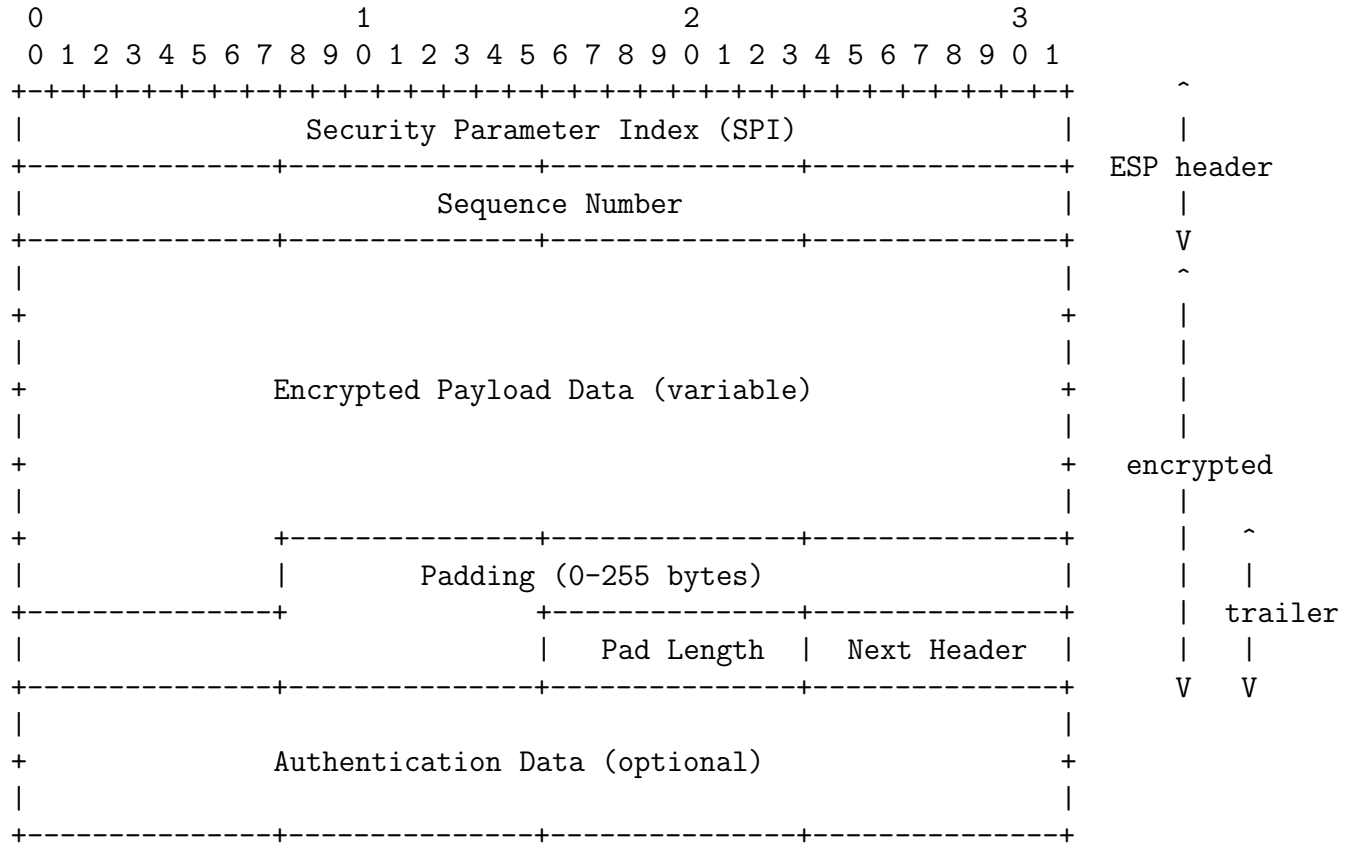 0                   1                   2                   3
0 1 2 3 4 5 6 7 8 9 0 1 2 3 4 5 6 7 8 9 0 1 2 3 4 5 6 7 8 9 0 1
+-+-+-+-+-+-+-+-+-+-+-+-+-+-+-+-+-+-+-+-+-+-+-+-+-+-+-+-+-+-+-+-+      ^
|                 Security Parameter Index (SPI)                |      |
+---------------+---------------+---------------+---------------+  ESP header
|                         Sequence Number                       |      |
+---------------+---------------+---------------+---------------+      V
|                                                               |      ^
+                                                               +      |
|                                                               |      |
+               Encrypted Payload Data (variable)               +      |
|                                                               |      |
+                                                               +   encrypted
|                                                               |      |
+               +---------------+---------------+---------------+      |   ^
|               |        Padding (0-255 bytes)                  |      |   |
+---------------+               +---------------+---------------+      |  trailer
|                               |   Pad Length  |  Next Header  |      |   |
+---------------+---------------+---------------+---------------+      V   V
|                                                               |
+               Authentication Data (optional)                  +
|                                                               |
+---------------+---------------+---------------+---------------+